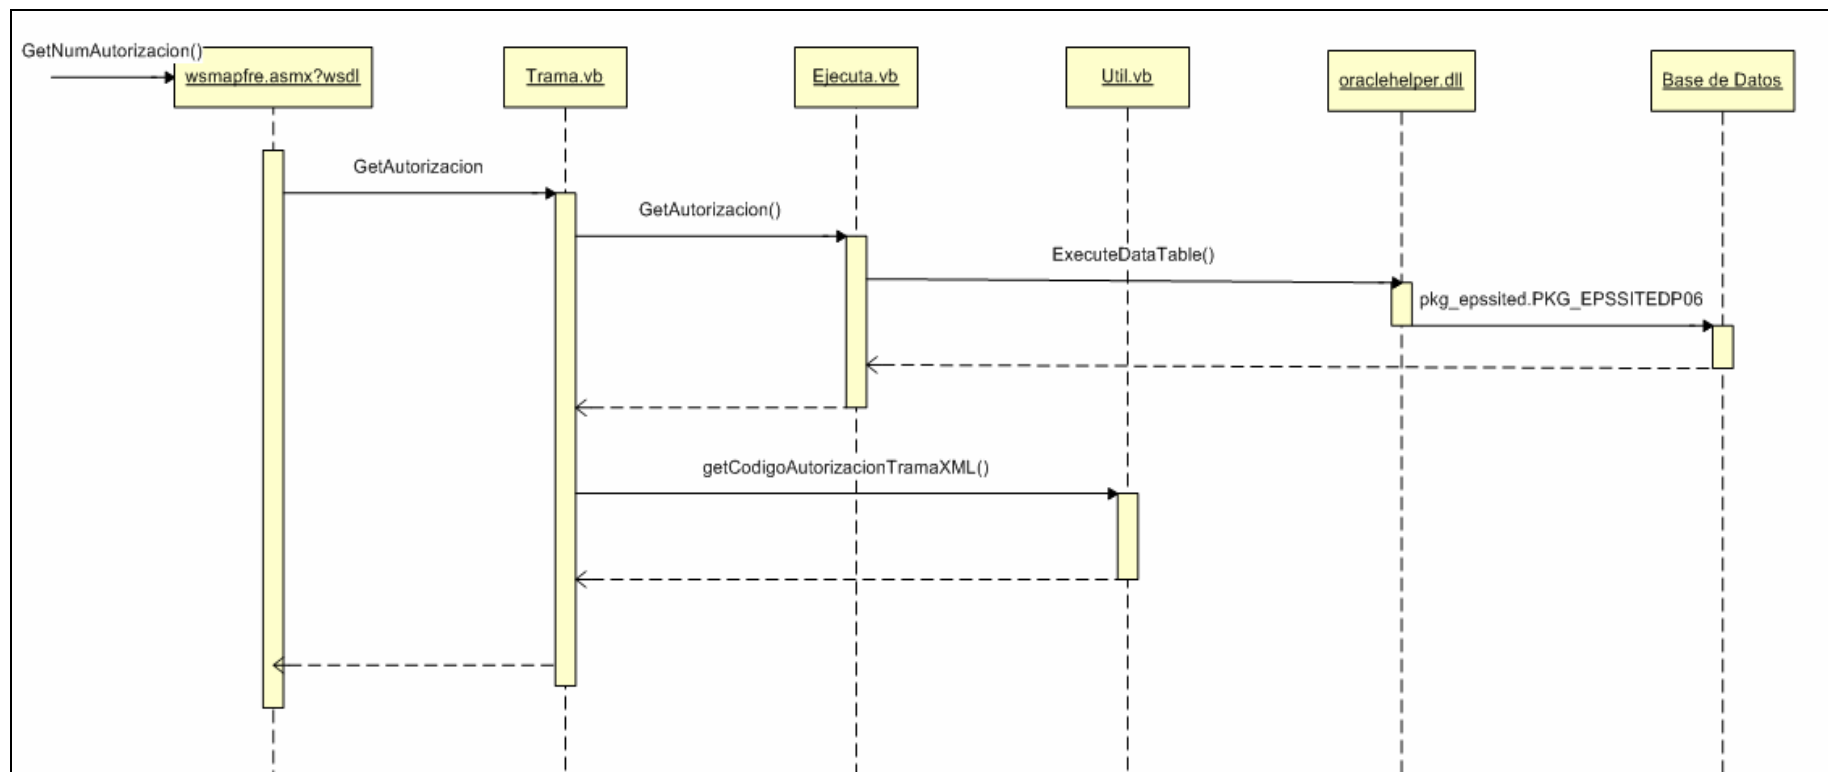 GetNumAutorizacion()
wsmapfre.asmx?wsdl
Trama.vb
Ejecuta.vb
Util.vb
oraclehelper.dll
Base de Datos
GetAutorizacion
GetAutorizacion()
ExecuteDataTable()
pkg_epssited.PKG_EPSSITEDP06
getCodigoAutorizacionTramaXML()